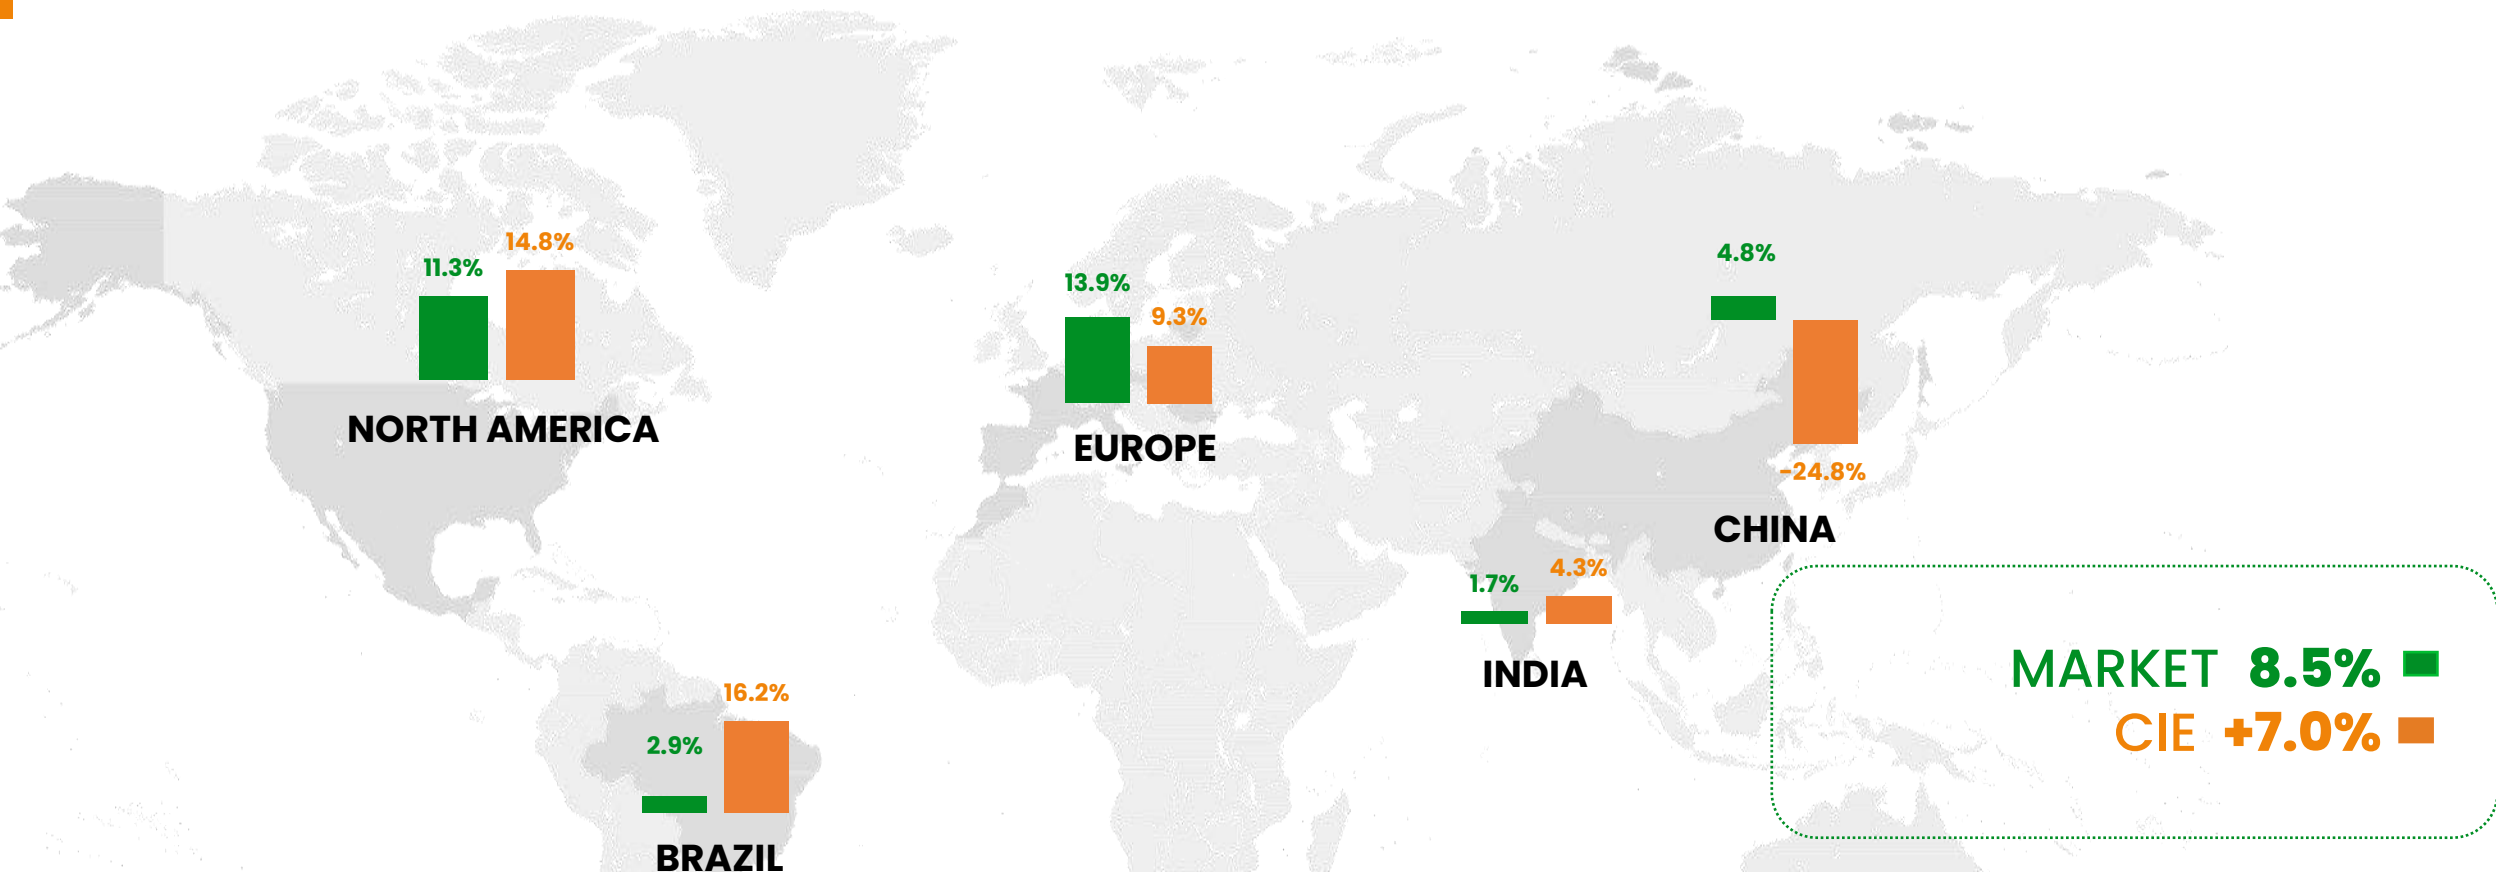 14.8%
11.3%
NORTH AMERICA
13.9%
9.3%
EUROPE
4.8%
-24.8%
CHINA
1.7%
4.3%
INDIA
16.2%
2.9%
BRAZIL
MARKET 8.5%
CIE +7.0%